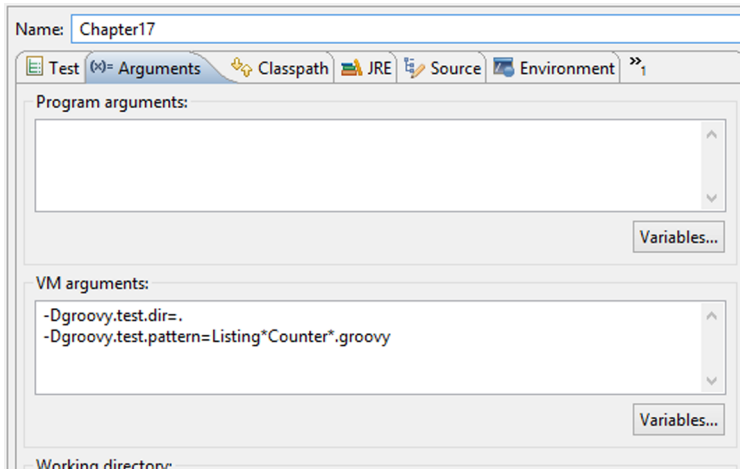 Name: Chapter17
Test (x)= Arguments Classpath JRE Source Environment »1
Program arguments:
Variables...
VM arguments:
-Dgroovy.test.dir=.
-Dgroovy.test.pattern=Listing*Counter*.groovy
Variables...
Working directory: